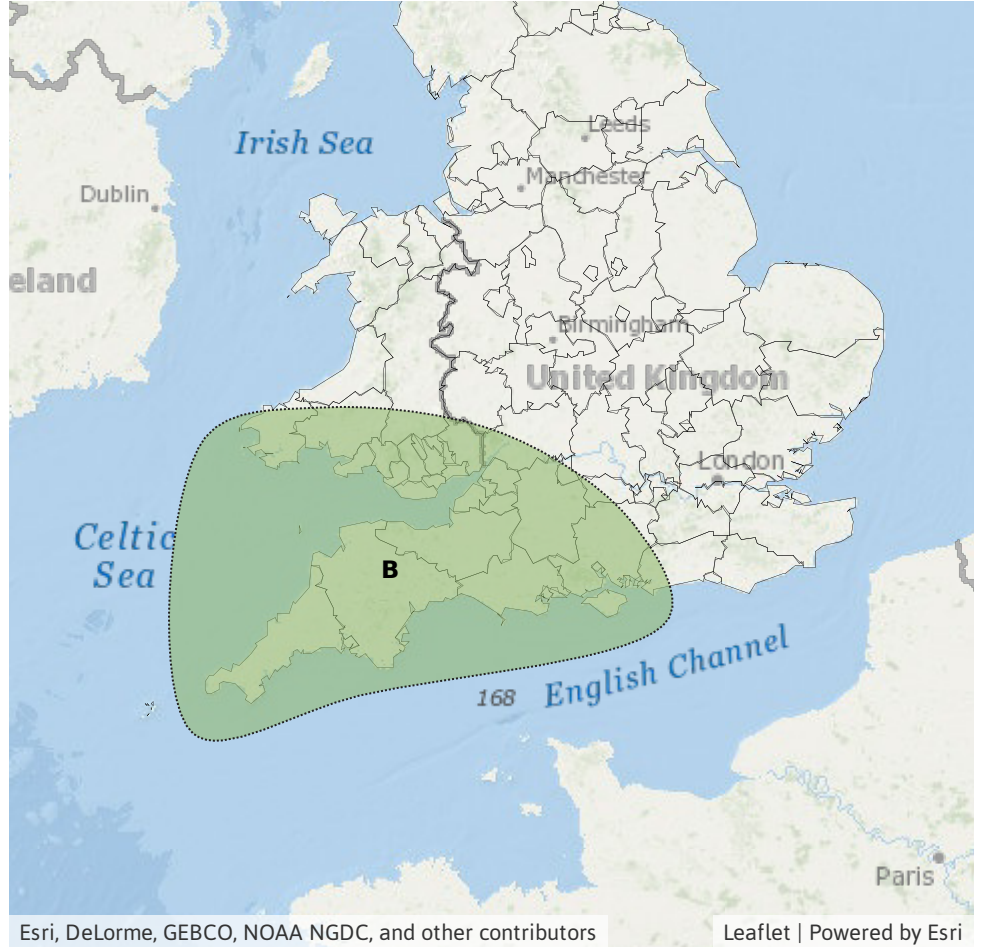 Leeds
Irish Sea
Manchester
Dublin
eland
Birmingham
United Kingdom
London
Celtic
Sea
B
English Channel
168
Paris
Esri, DeLorme, GEBCO, NOAA NGDC, and other contributors
Leaflet | Powered by Esri